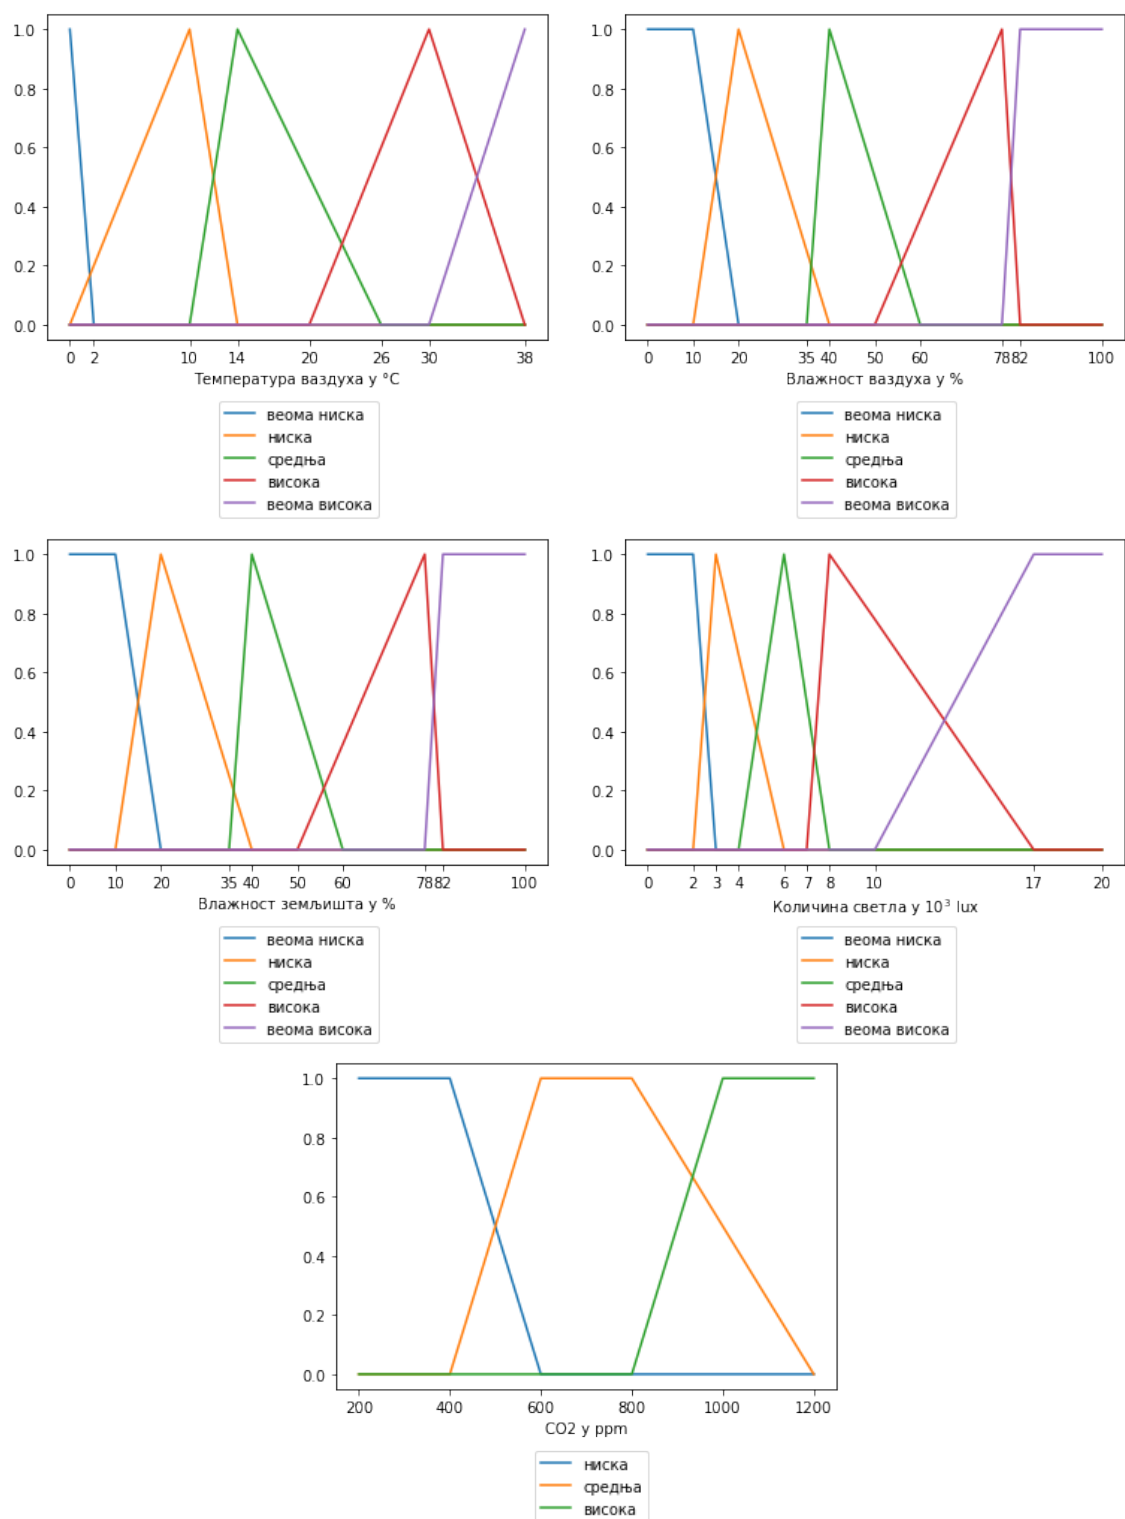 1.0
0.8
0.6
0.4
0.2
0.0
0 2 10 14 20 26 30 38
Температура ваздуха у °C
веома ниска
ниска
средња
висока
веома висока
1.0
0.8
0.6
0.4
0.2
0.0
0 10 20 35 40 50 60 78 82 100
Влажност ваздуха у %
веома ниска
ниска
средња
висока
веома висока
1.0
0.8
0.6
0.4
0.2
0.0
0 10 20 35 40 50 60 78 82 100
Влажност земљишта у %
веома ниска
ниска
средња
висока
веома висока
1.0
0.8
0.6
0.4
0.2
0.0
0 2 3 4 6 7 8 10 17 20
Количина светла у 10³ lux
веома ниска
ниска
средња
висока
веома висока
1.0
0.8
0.6
0.4
0.2
0.0
200 400 600 800 1000 1200
CO2 у ppm
ниска
средња
висока